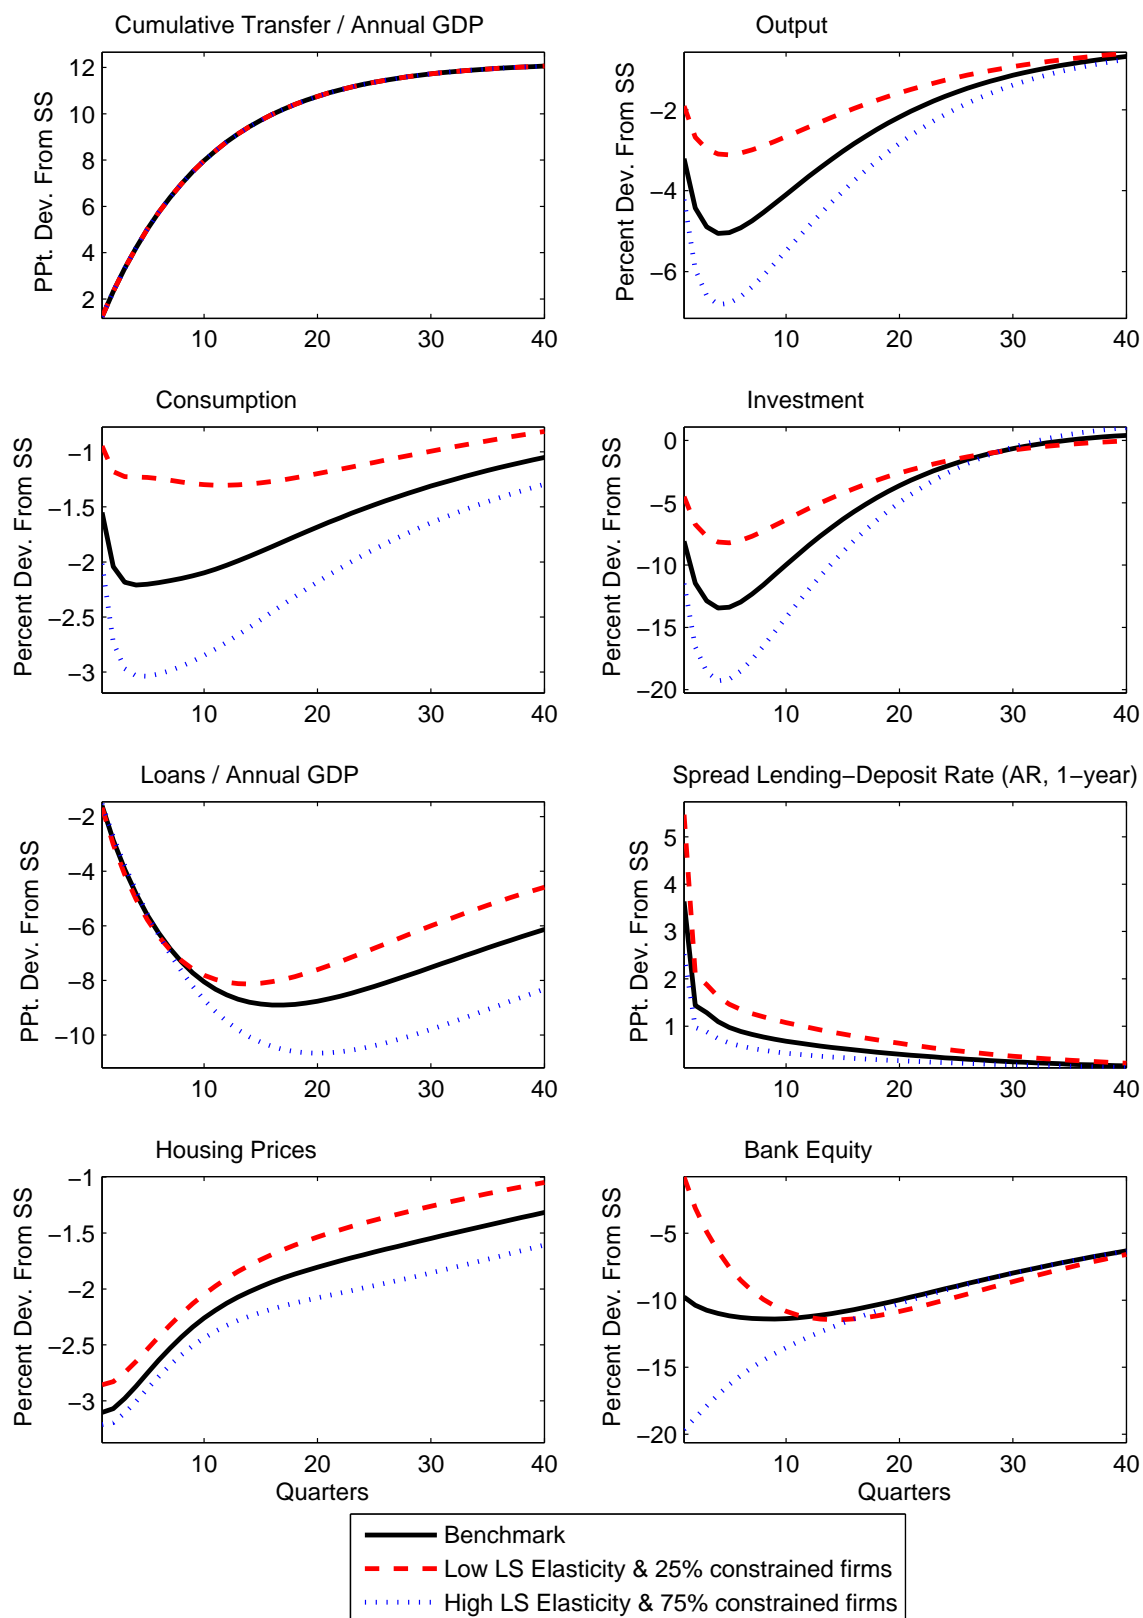 Cumulative Transfer / Annual GDP
PPt. Dev. From SS
12
10
8
6
4
2
10 20 30 40
Output
Percent Dev. From SS
−2
−4
−6
10 20 30 40
Consumption
Percent Dev. From SS
−1
−1.5
−2
−2.5
−3
10 20 30 40
Investment
Percent Dev. From SS
0
−5
−10
−15
−20
10 20 30 40
Loans / Annual GDP
PPt. Dev. From SS
−2
−4
−6
−8
−10
10 20 30 40
Spread Lending−Deposit Rate (AR, 1−year)
PPt. Dev. From SS
5
4
3
2
1
10 20 30 40
Housing Prices
Percent Dev. From SS
−1
−1.5
−2
−2.5
−3
10 20 30 40
Quarters
Bank Equity
Percent Dev. From SS
−5
−10
−15
−20
10 20 30 40
Quarters
Benchmark
Low LS Elasticity & 25% constrained firms
High LS Elasticity & 75% constrained firms